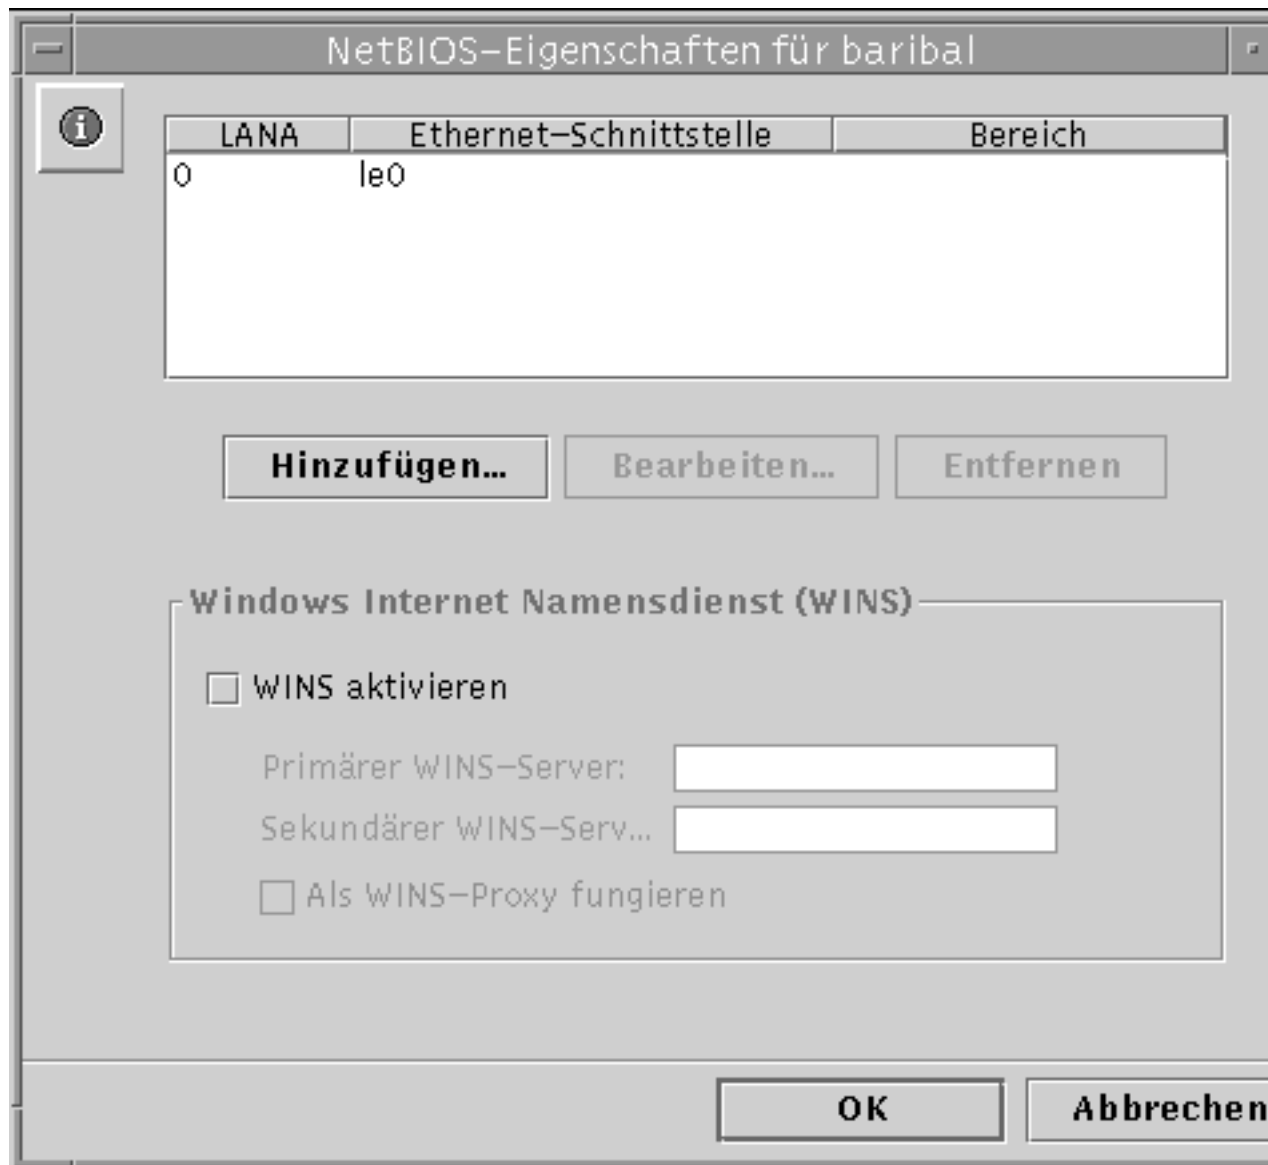 NetBIOS-Eigenschaften für baribal
LANA Ethernet-Schnittstelle Bereich
0 le0
Hinzufügen... Bearbeiten... Entfernen
Windows Internet Namensdienst (WINS)
WINS aktivieren
Primärer WINS-Server:
Sekundärer WINS-Serv...
Als WINS-Proxy fungieren
OK Abbrechen